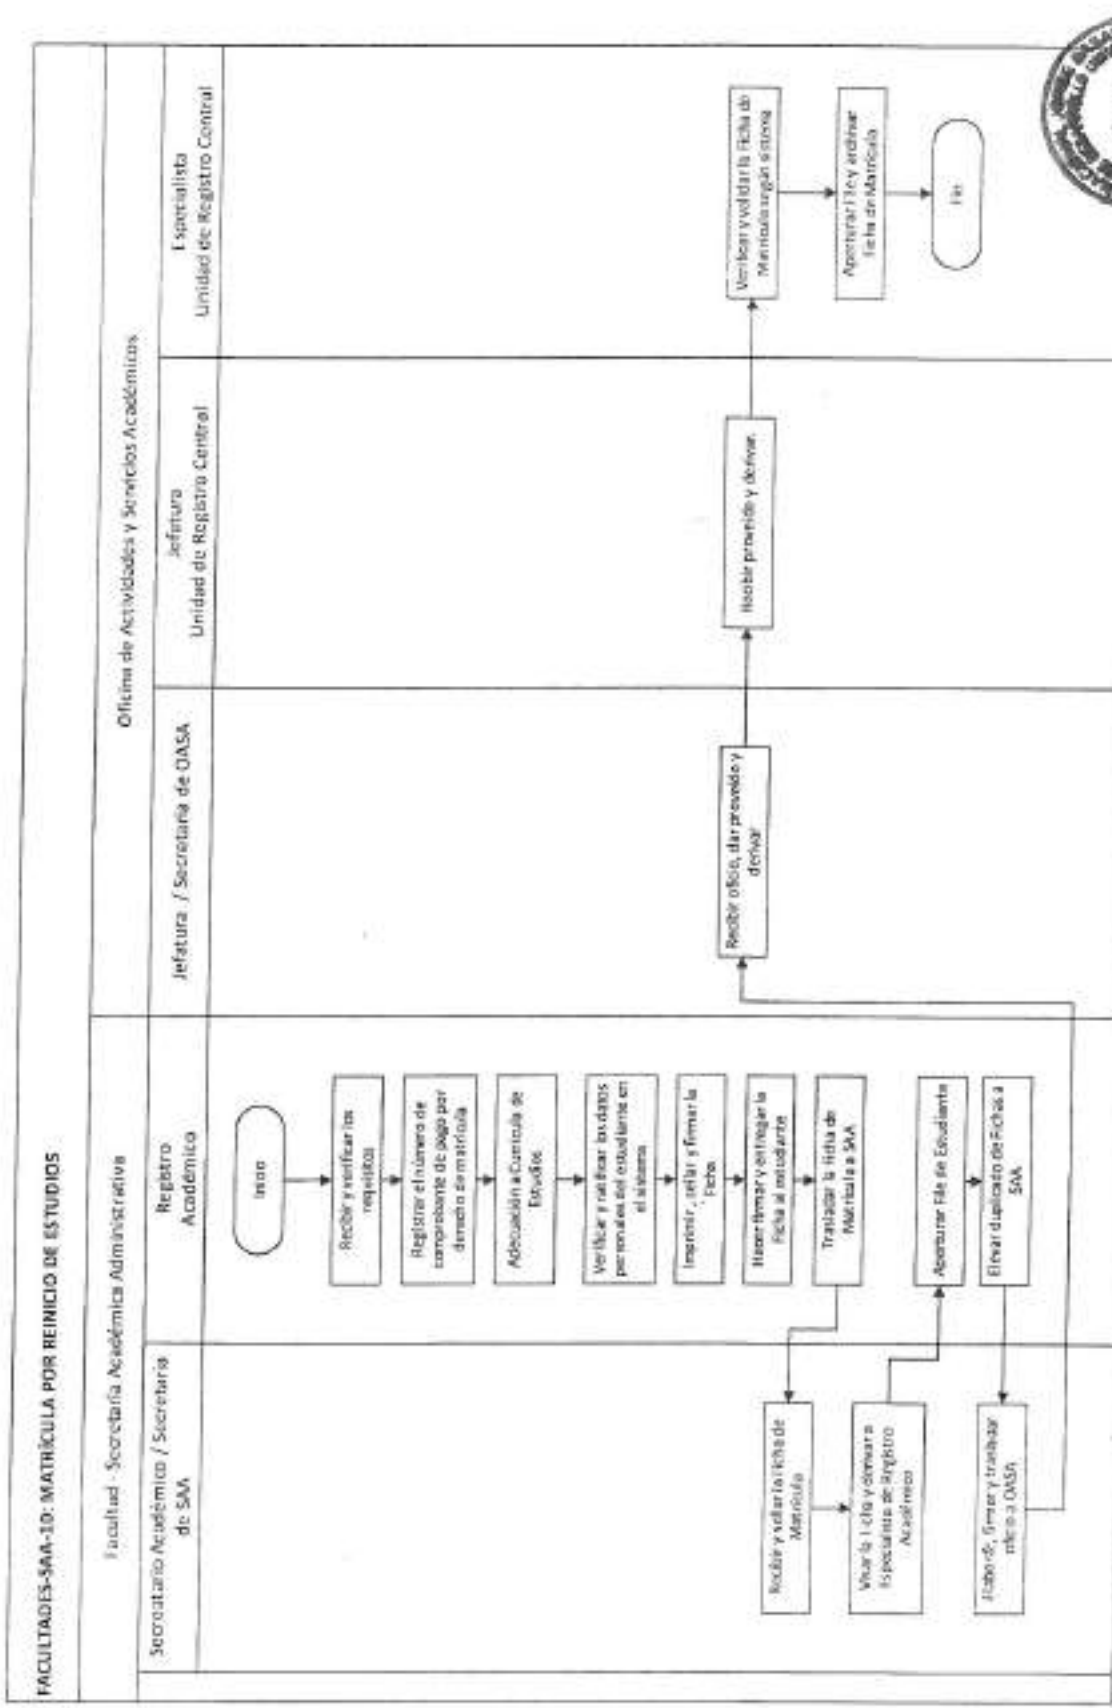 FACULTADES-SAA-10: MATRÍCULA POR REINICIO DE ESTUDIOS
Facultad - Secretaría Académica Administrativa
Oficina de Actividades y Servicios Académicos
Secretario Académico / Secretaria
de SAA
Registro
Académico
Jefatura / Secretaria de OASA
Jefatura
Unidad de Registro Central
Especialista
Unidad de Registro Central
Inicio
Recibir y verificar los
requisitos
Registrar el número de
comprobante de pago por
derecho de matrícula
Adecuación a Curricula de
Estudios
Verificar y ratificar los datos
personales del estudiante en
el sistema
Imprimir, sellar y firmar la
Ficha
Hacer firmar y entregar la
Ficha al estudiante
Trasladar la Ficha de
Matrícula a SAA
Recibir y sellar la Ficha de
Matrícula
Visar la Ficha y derivar a
Especialista de Registro
Académico
Aperturar File de Estudiante
Elevar duplicado de Fichas a
SAA
firmar y trasladar
oficio a OASA
Recibir oficio, dar proveido y
derivar
Recibir proveido y derivar.
Verificar y validar la Ficha de
Matrícula según sistema
Aperturar File y archivar
Ficha de Matrícula
Fin